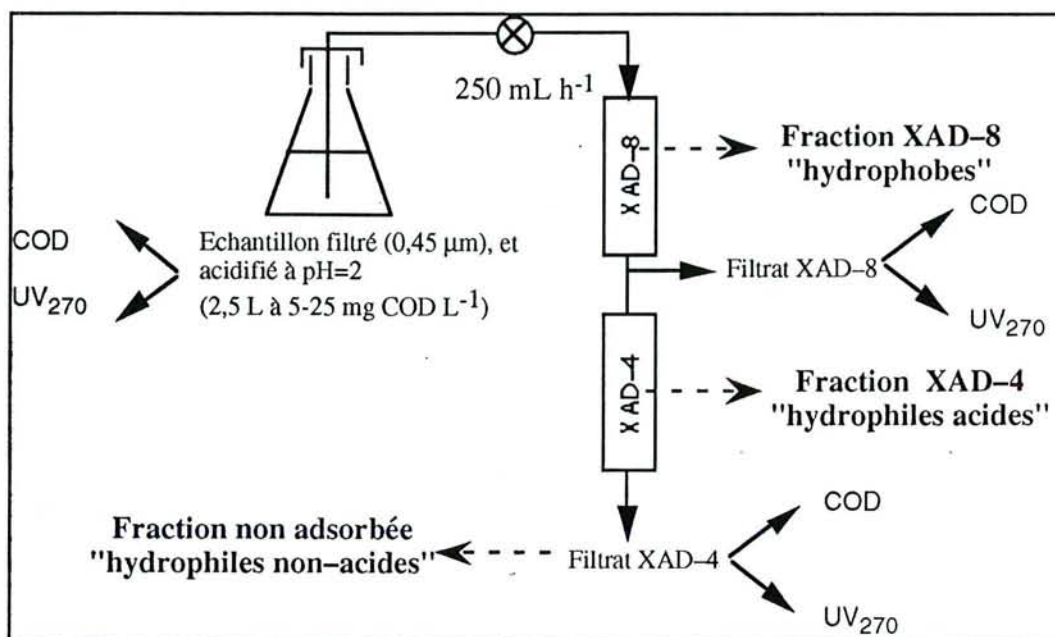 250 mL h-1
XAD-8
Fraction XAD-8
"hydrophobes"
COD
UV270
Echantillon filtré (0,45 µm), et
acidifié à pH=2
(2,5 L à 5-25 mg COD L-1)
Filtrat XAD-8
COD
UV270
XAD-4
Fraction XAD-4
"hydrophiles acides"
Fraction non adsorbée
"hydrophiles non-acides"
Filtrat XAD-4
COD
UV270